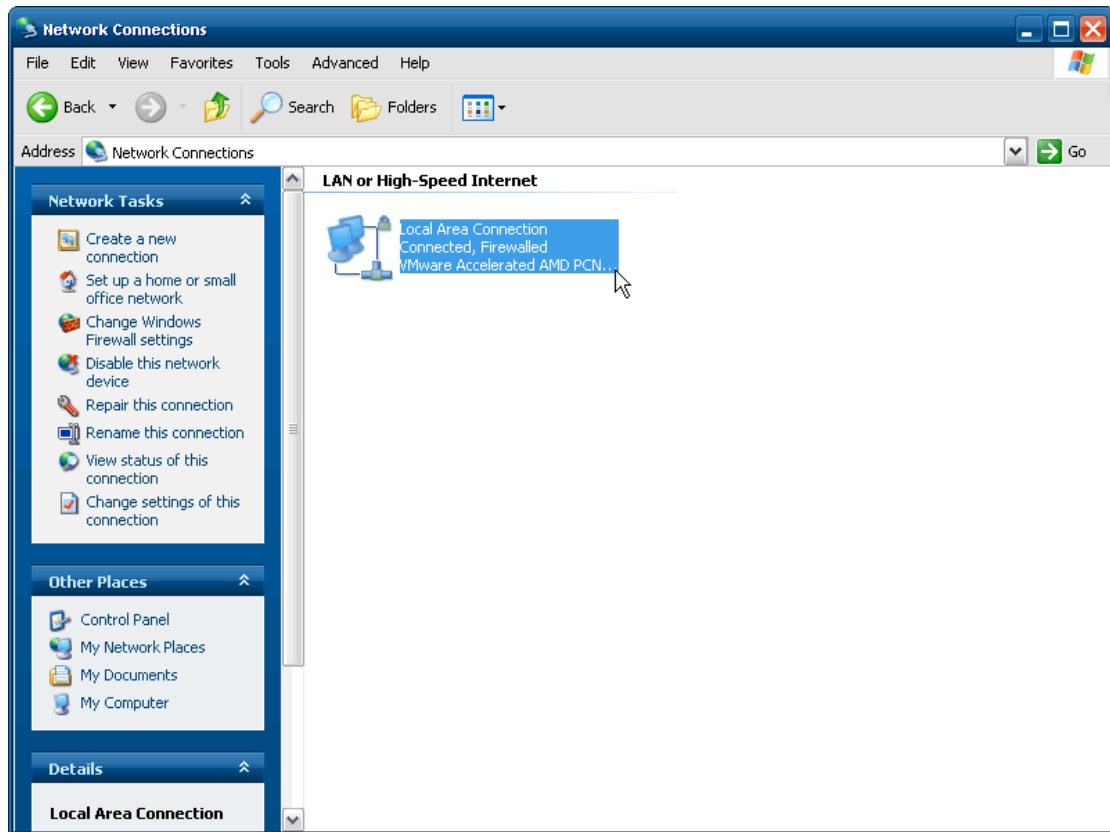 Network Connections
File Edit View Favorites Tools Advanced Help
Back Search Folders
Address Network Connections Go
Network Tasks
Create a new
connection
Set up a home or small
office network
Change Windows
Firewall settings
Disable this network
device
Repair this connection
Rename this connection
View status of this
connection
Change settings of this
connection
Other Places
Control Panel
My Network Places
My Documents
My Computer
Details
Local Area Connection
LAN or High-Speed Internet
Local Area Connection
Connected, Firewalled
VMware Accelerated AMD PCN...